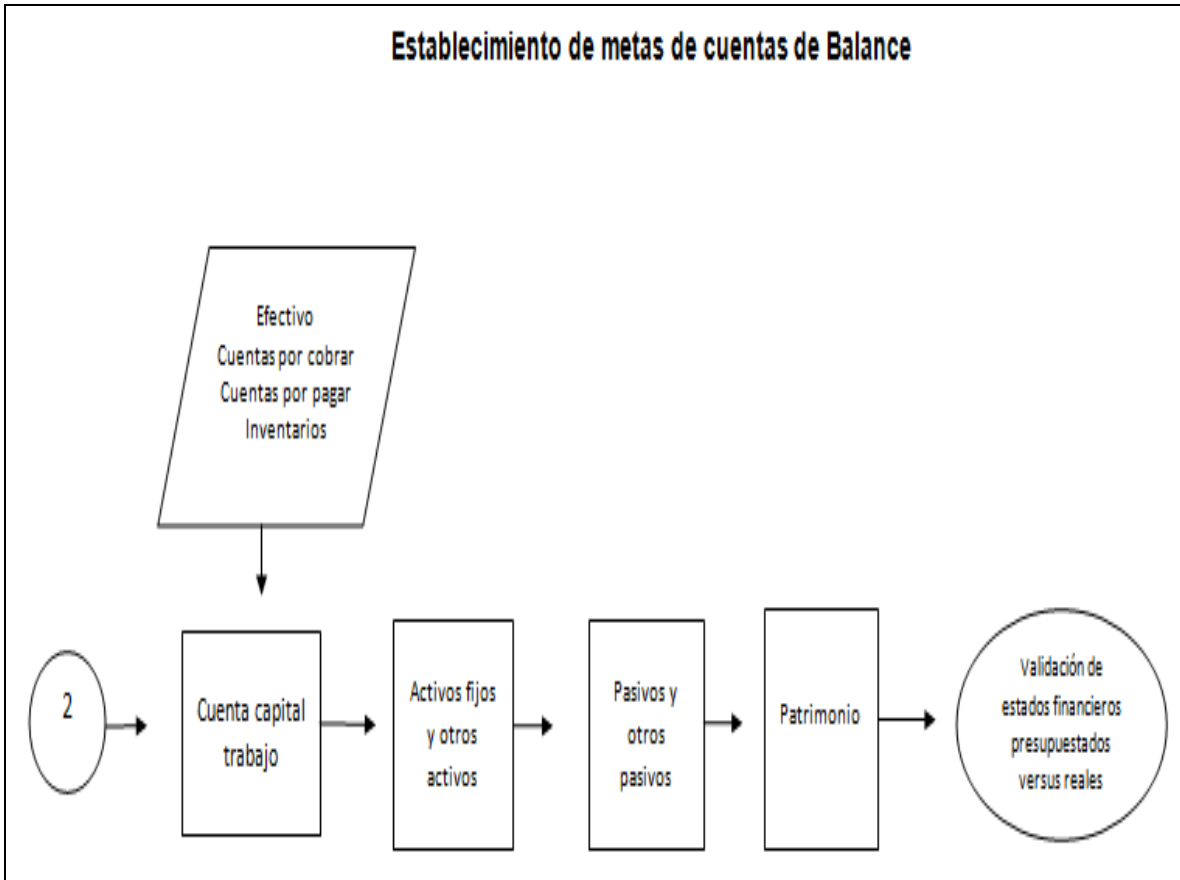 Establecimiento de metas de cuentas de Balance
Efectivo
Cuentas por cobrar
Cuentas por pagar
Inventarios
2
Cuenta capital
trabajo
Activos fijos
y otros
activos
Pasivos y
otros
pasivos
Patrimonio
Validación de
estados financieros
presupuestados
versus reales